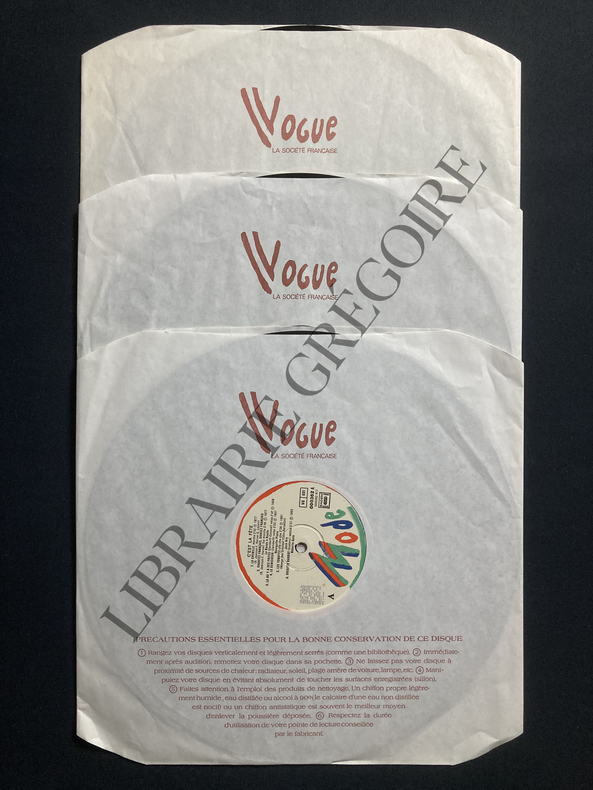 Vogue
LA SOCIÉTÉ FRANÇAISE
Vogue
LA SOCIÉTÉ FRANÇAISE
Vogue
LA SOCIÉTÉ FRANÇAISE
LIBRAIRIE GRÉGOIRE
C'EST LA FÊTE
Mode
A
PRECAUTIONS ESSENTIELLES POUR LA BONNE CONSERVATION DE CE DISQUE
① Rangez vos disques verticalement et légèrement serrés (comme une bibliothèque). ② Immédiate-
ment après audition, remettez votre disque dans sa pochette. ③ Ne laissez pas votre disque à
proximité de sources de chaleur: radiateur, soleil, plage arrière de voiture, lampe, etc. ④ Mani-
pulez votre disque en évitant absolument de toucher les surfaces enregistrées (sillon).
⑤ Faites attention à l'emploi des produits de nettoyage. Un chiffon propre légère-
ment humide, eau distillée ou alcool à 90° (le calcaire d'une eau non distillée
est nocif) ou un chiffon antistatique est souvent le meilleur moyen
d'enlever la poussière déposée. ⑥ Respectez la durée
d'utilisation de votre pointe de lecture conseillée
par le fabricant.